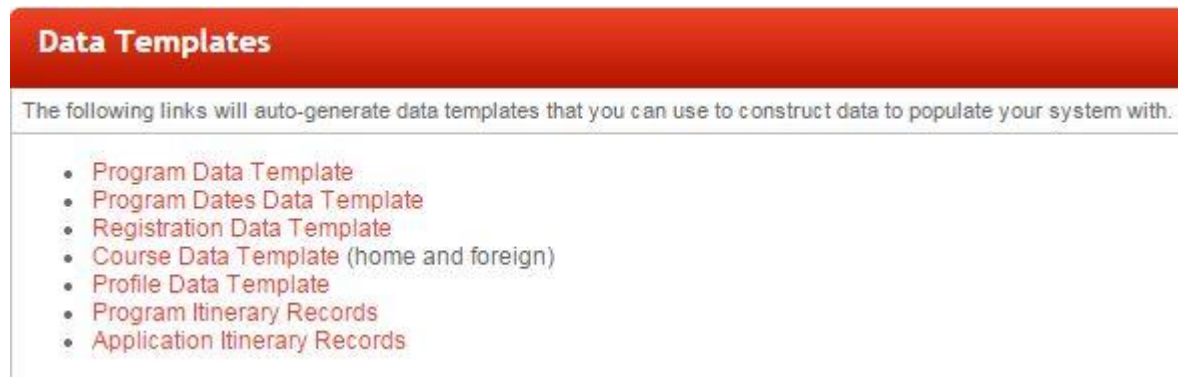 Data Templates
The following links will auto-generate data templates that you can use to construct data to populate your system with.
• Program Data Template
• Program Dates Data Template
• Registration Data Template
• Course Data Template (home and foreign)
• Profile Data Template
• Program Itinerary Records
• Application Itinerary Records